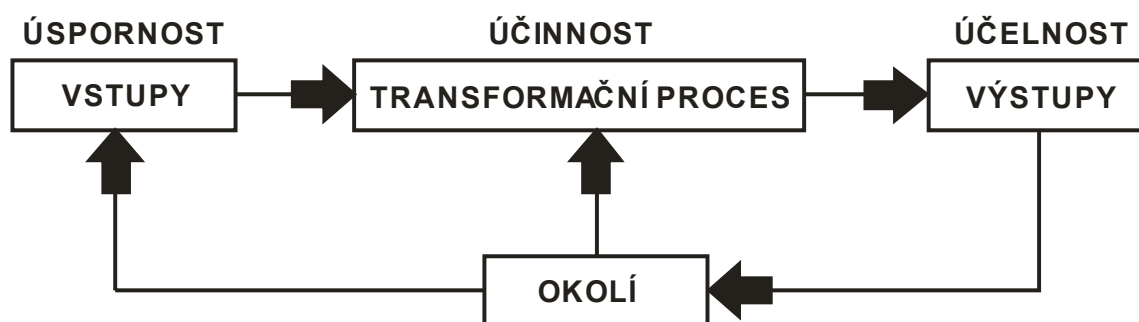 ÚSPORNOST
ÚČINNOST
ÚČELNOST
VSTUPY
TRANSFORMAČNÍ PROCES
VÝSTUPY
OKOLÍ